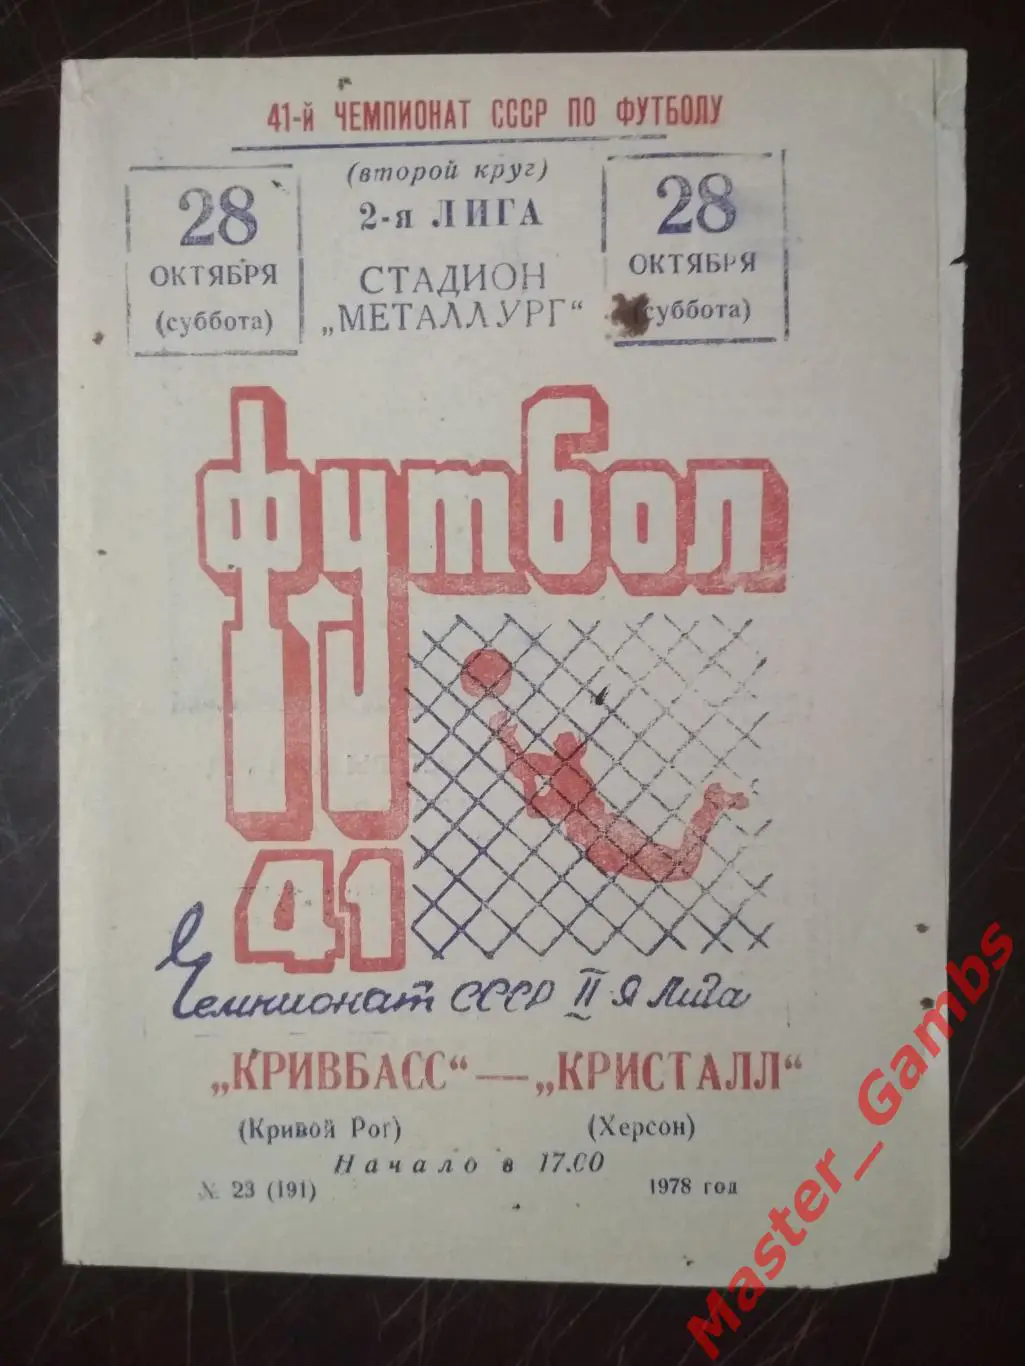 41-й ЧЕМПИОНАТ СССР ПО ФУТБОЛУ
(второй круг)
2-я ЛИГА
28
ОКТЯБРЯ
(суббота)
СТАДИОН
„МЕТАЛЛУРГ“
28
ОКТЯБРЯ
(суббота)
футбол
41
Чемпионат СССР II-я Лига
„КРИВБАСС“—„КРИСТАЛЛ“
(Кривой Рог) (Херсон)
Начало в 17.00
№ 23 (191) 1978 год
Master_Gambs